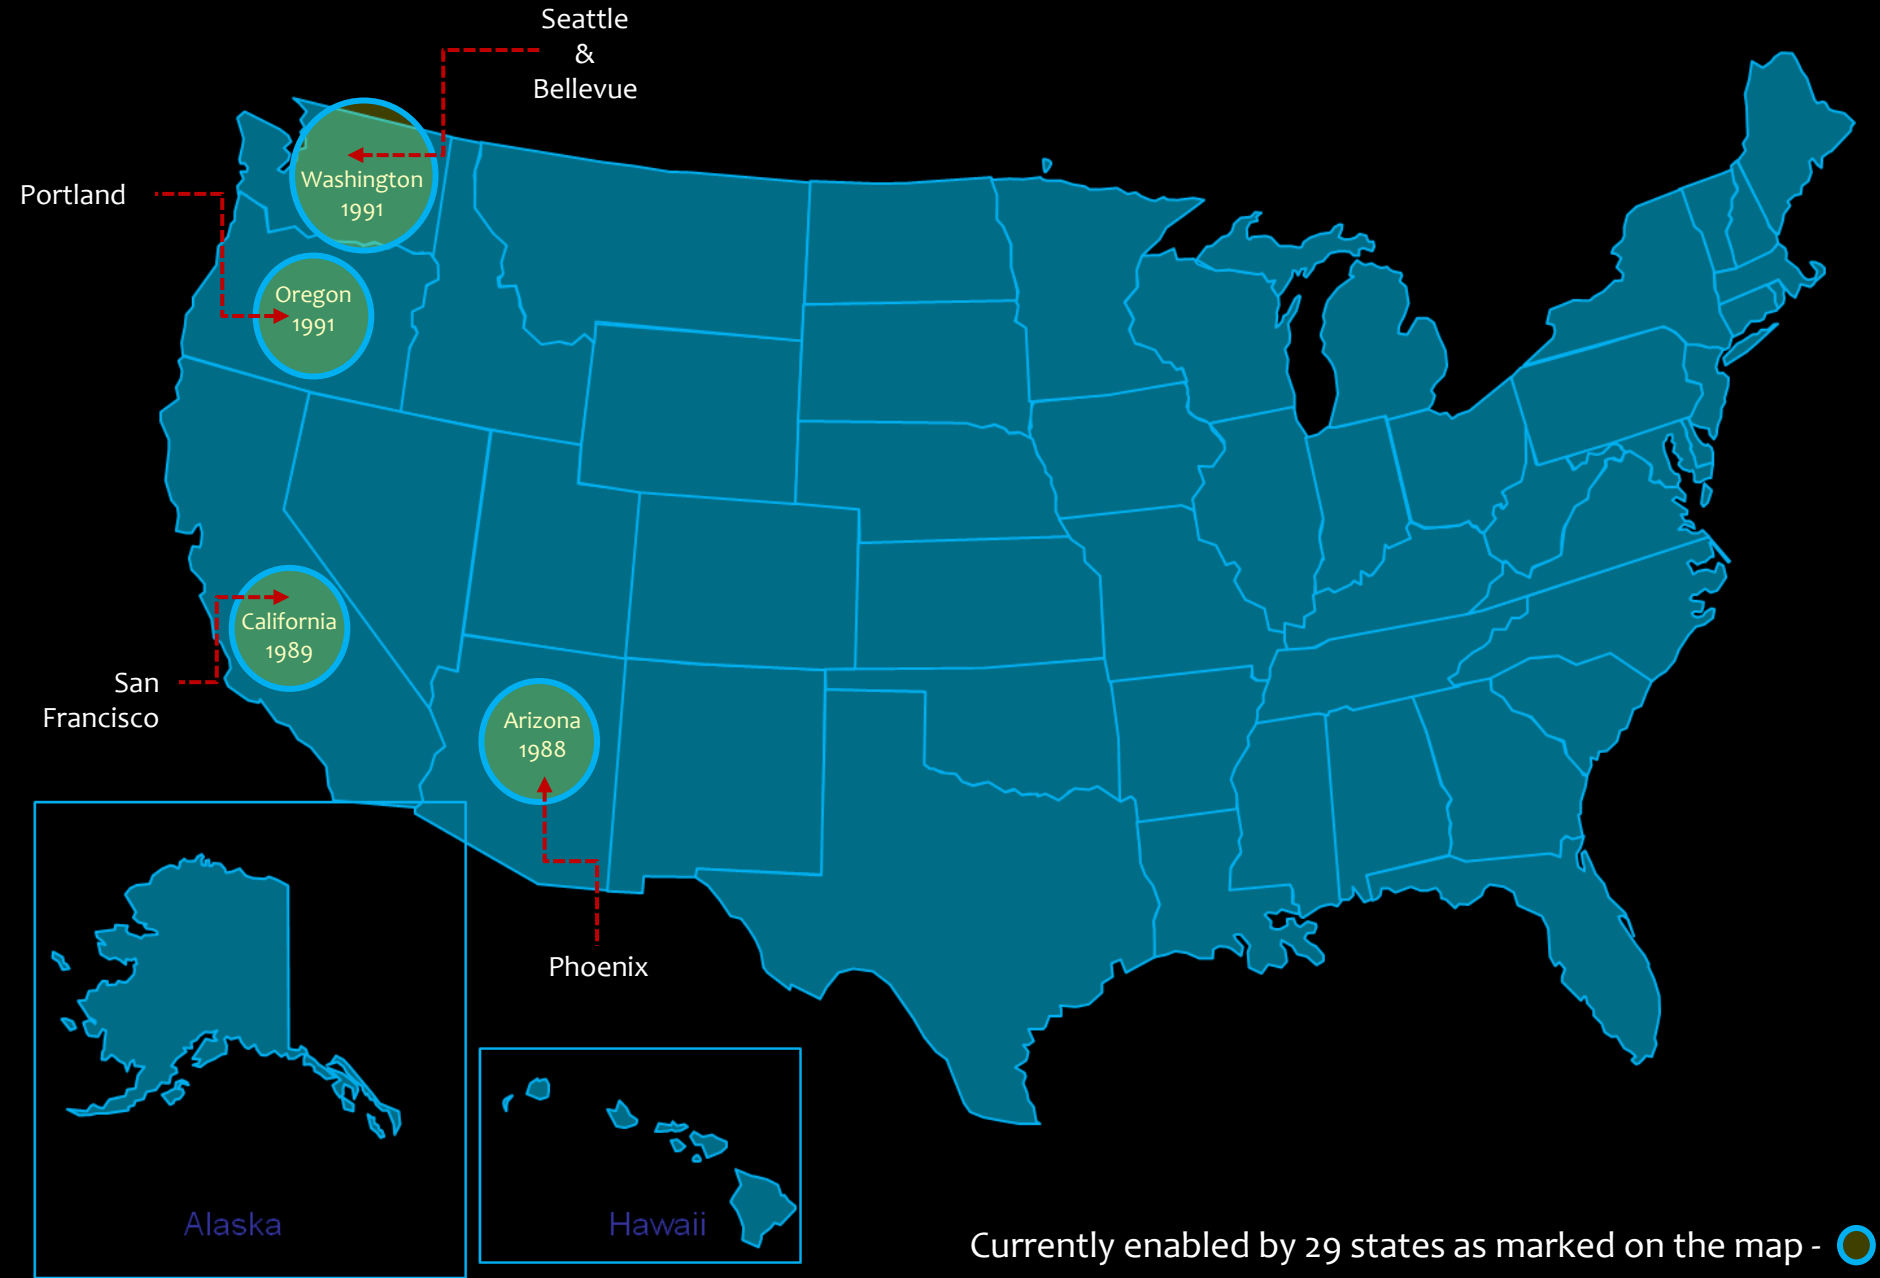 Seattle
&
Bellevue
Portland
Washington
1991
Oregon
1991
California
1989
San
Francisco
Arizona
1988
Phoenix
Alaska
Hawaii
Currently enabled by 29 states as marked on the map -